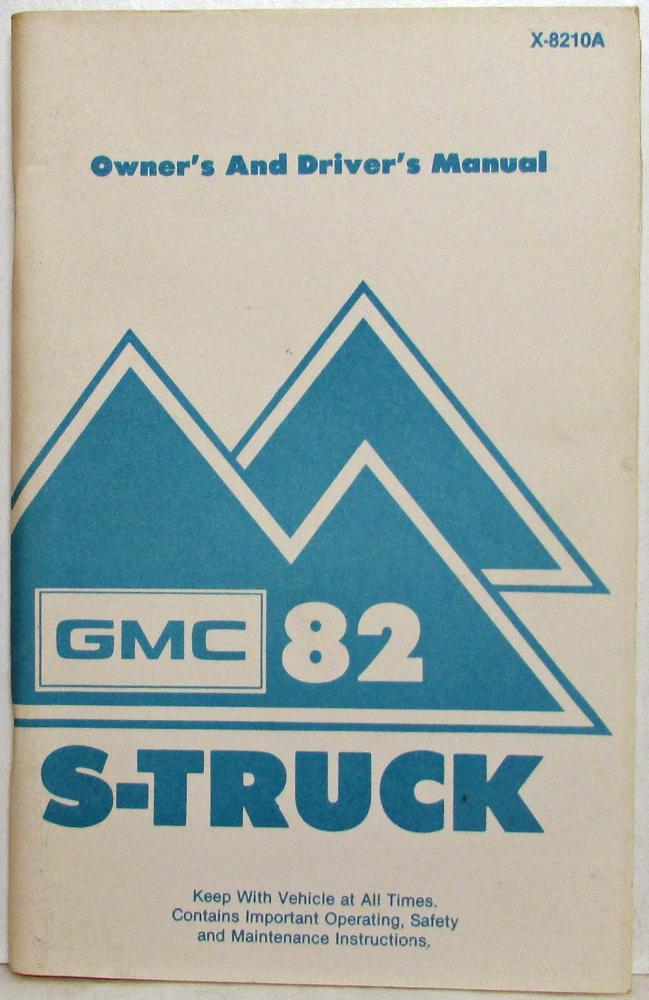 X-8210A
Owner's And Driver's Manual
GMC 82
S-TRUCK
Keep With Vehicle at All Times.
Contains Important Operating, Safety
and Maintenance Instructions.